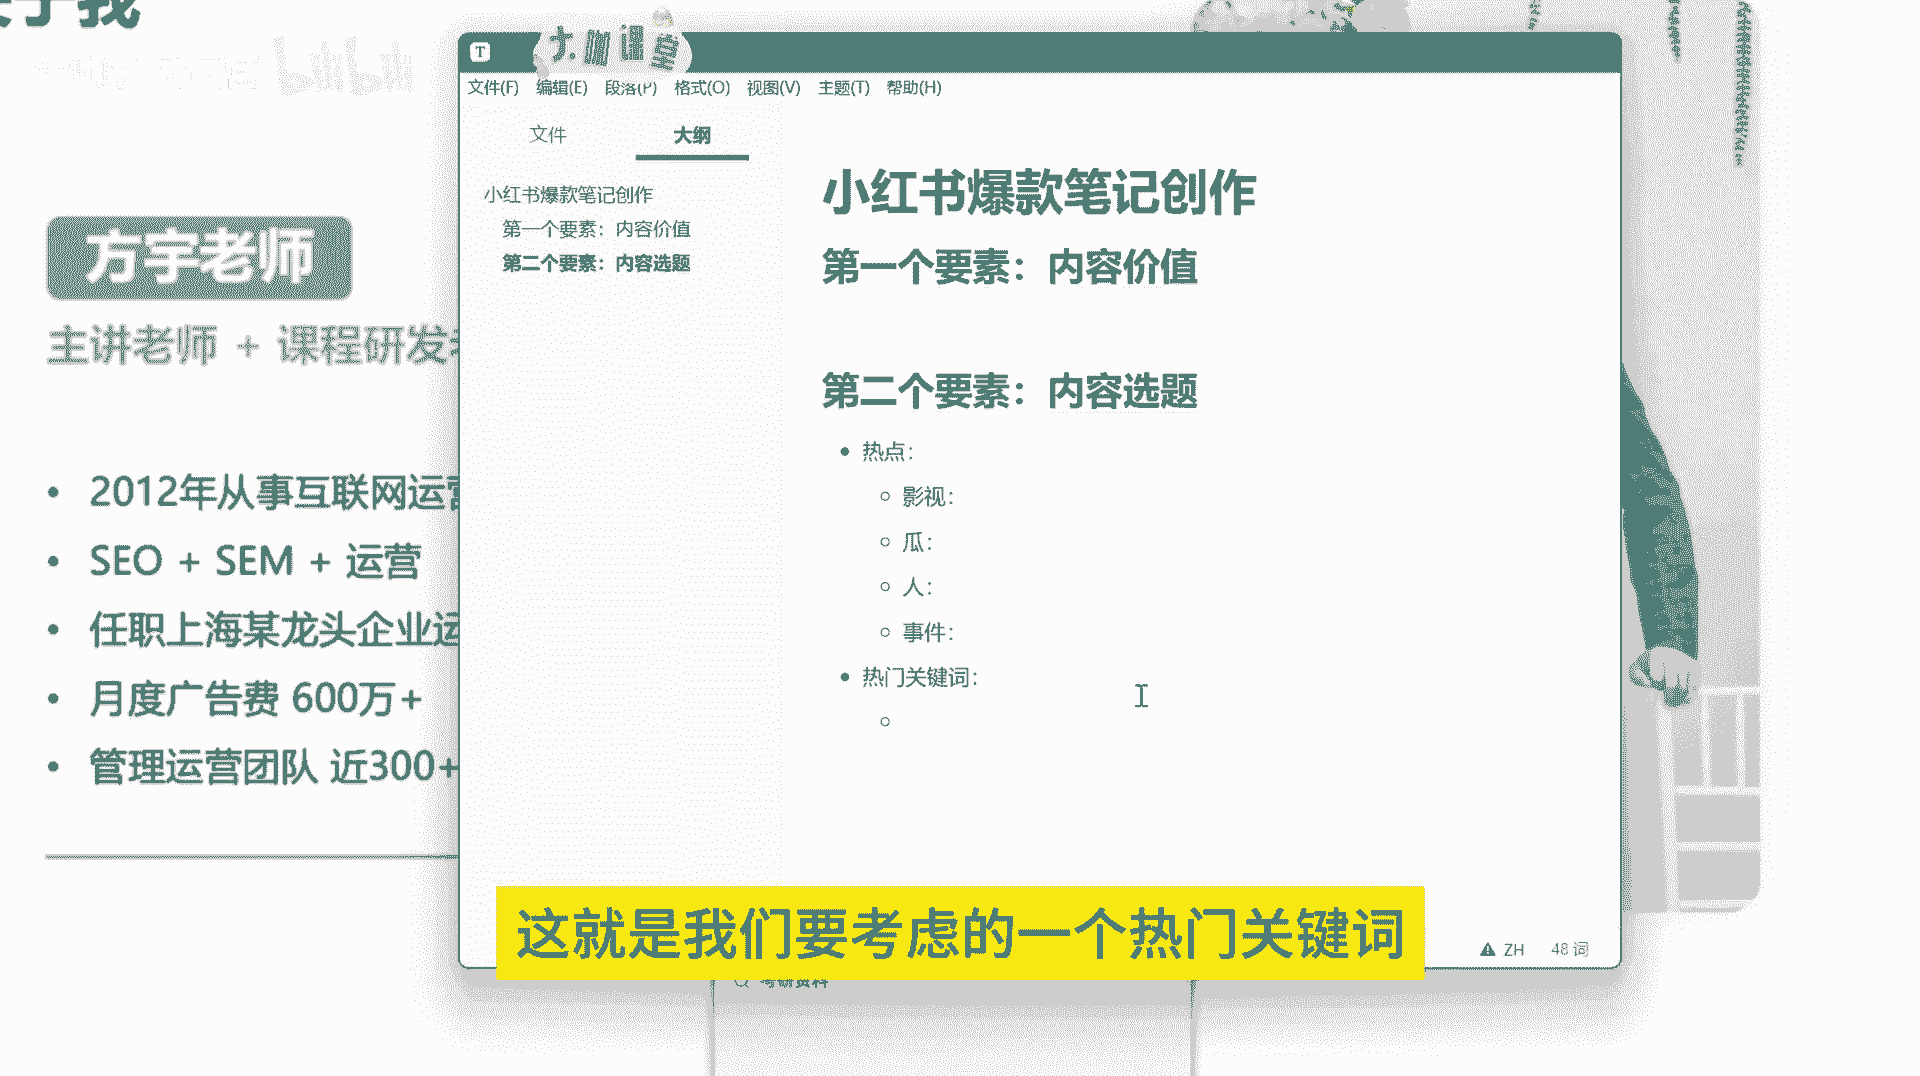 于我
bilibili
大咖课堂
方宇老师
主讲老师 + 课程研发
• 2012年从事互联网运营
• SEO + SEM + 运营
• 任职上海某龙头企业运
• 月度广告费 600万+
• 管理运营团队 近300+
T
文件(F) 编辑(E) 段落(P) 格式(O) 视图(V) 主题(T) 帮助(H)
文件 大纲
小红书爆款笔记创作
第一个要素：内容价值
第二个要素：内容选题
小红书爆款笔记创作
第一个要素：内容价值
第二个要素：内容选题
• 热点：
○ 影视：
○ 瓜：
○ 人：
○ 事件：
• 热门关键词：
○
ZH 48 词
这就是我们要考虑的一个热门关键词
考研资料